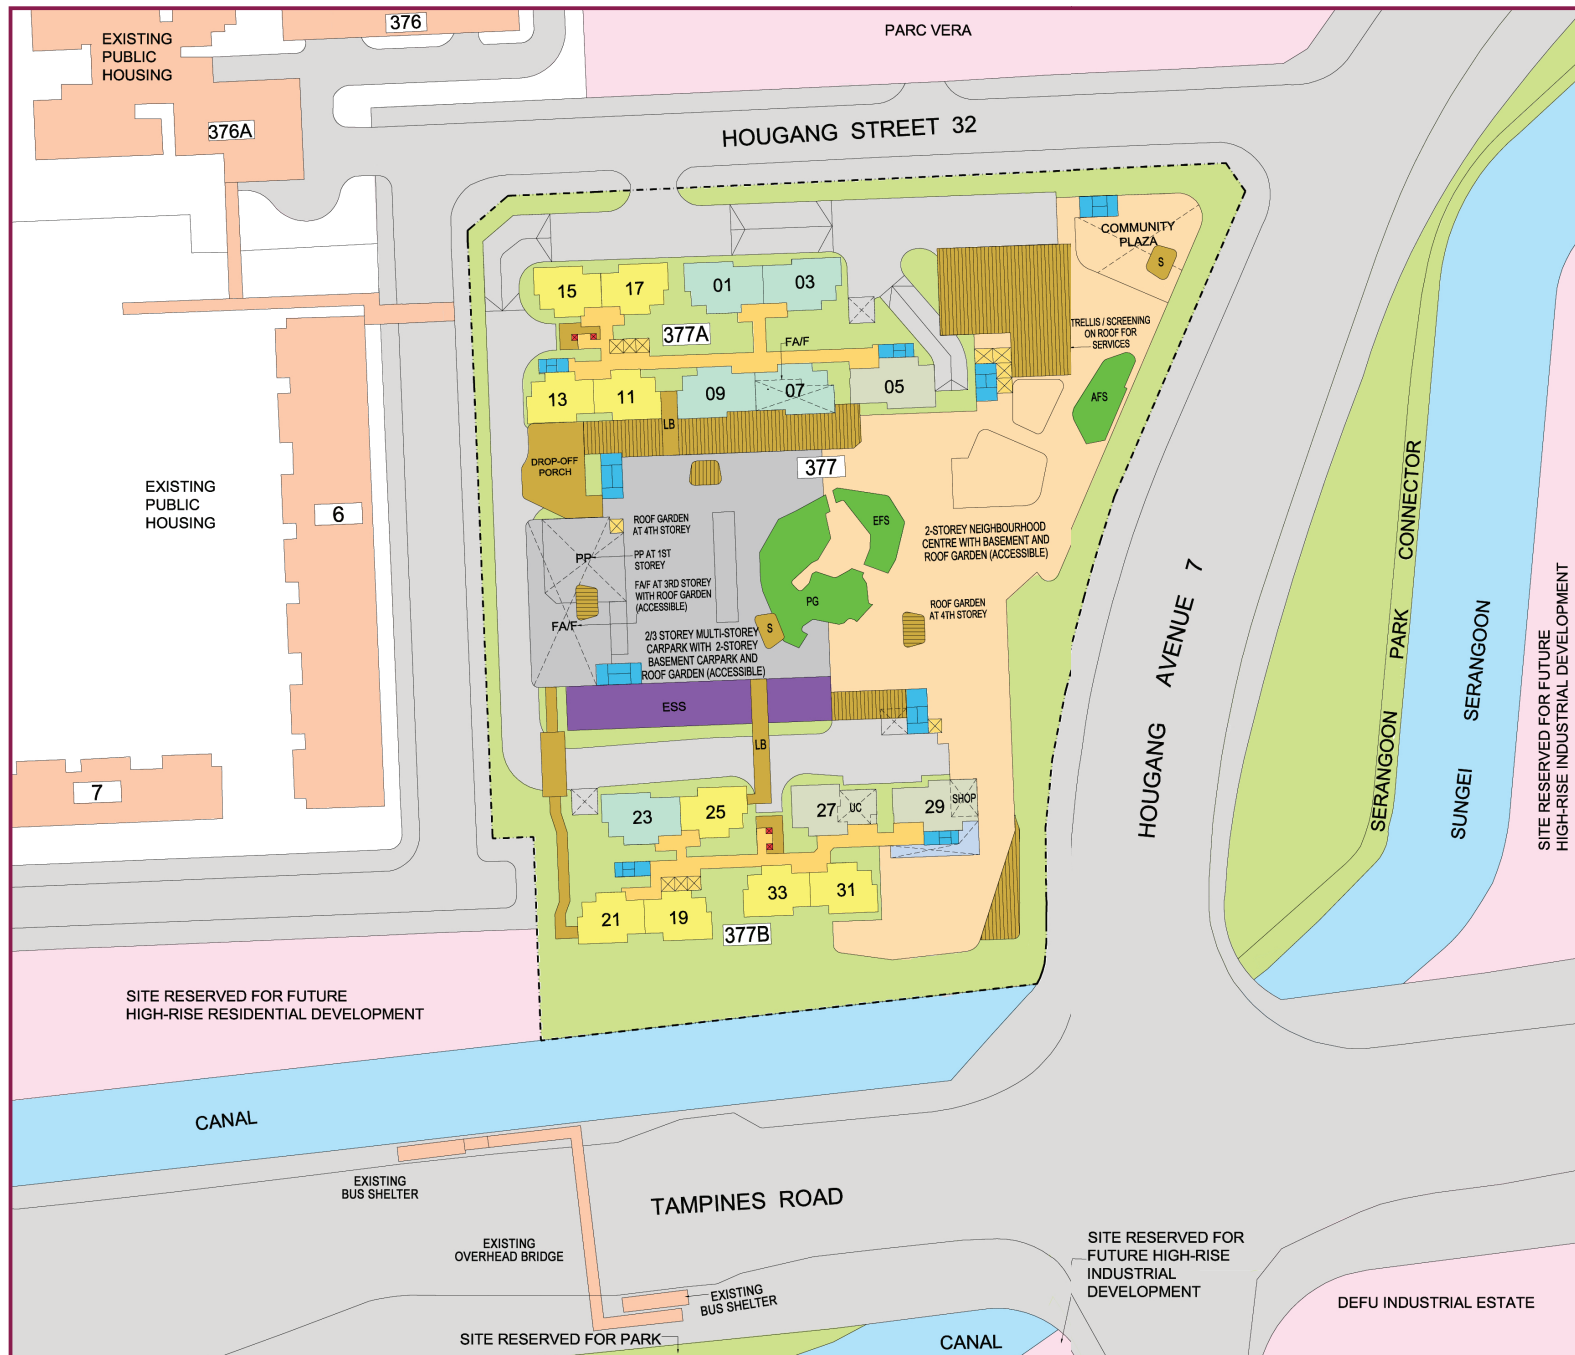 376
EXISTING
PUBLIC
HOUSING
376A
PARC VERA
HOUGANG STREET 32
COMMUNITY
PLAZA
S
15
17
01
03
377A
FA/F
TRELLIS / SCREENING
ON ROOF FOR
SERVICES
13
11
09
07
05
AFS
LB
DROP-OFF
PORCH
377
EXISTING
PUBLIC
HOUSING
6
ROOF GARDEN
AT 4TH STOREY
PP
PP AT 1ST
STOREY
FA/F AT 3RD STOREY
WITH ROOF GARDEN
(ACCESSIBLE)
FA/F
EFS
2-STOREY NEIGHBOURHOOD
CENTRE WITH BASEMENT AND
ROOF GARDEN (ACCESSIBLE)
PG
ROOF GARDEN
AT 4TH STOREY
S
2/3 STOREY MULTI-STOREY
CARPARK WITH 2-STOREY
BASEMENT CARPARK AND
ROOF GARDEN (ACCESSIBLE)
ESS
LB
7
23
25
27
UC
29
SHOP
21
19
33
31
377B
HOUGANG AVENUE 7
SERANGOON PARK CONNECTOR
SUNGEI SERANGOON
SITE RESERVED FOR FUTURE
HIGH-RISE INDUSTRIAL DEVELOPMENT
SITE RESERVED FOR FUTURE
HIGH-RISE RESIDENTIAL DEVELOPMENT
CANAL
EXISTING
BUS SHELTER
TAMPINES ROAD
EXISTING
OVERHEAD BRIDGE
EXISTING
BUS SHELTER
SITE RESERVED FOR PARK
CANAL
SITE RESERVED FOR
FUTURE HIGH-RISE
INDUSTRIAL
DEVELOPMENT
DEFU INDUSTRIAL ESTATE